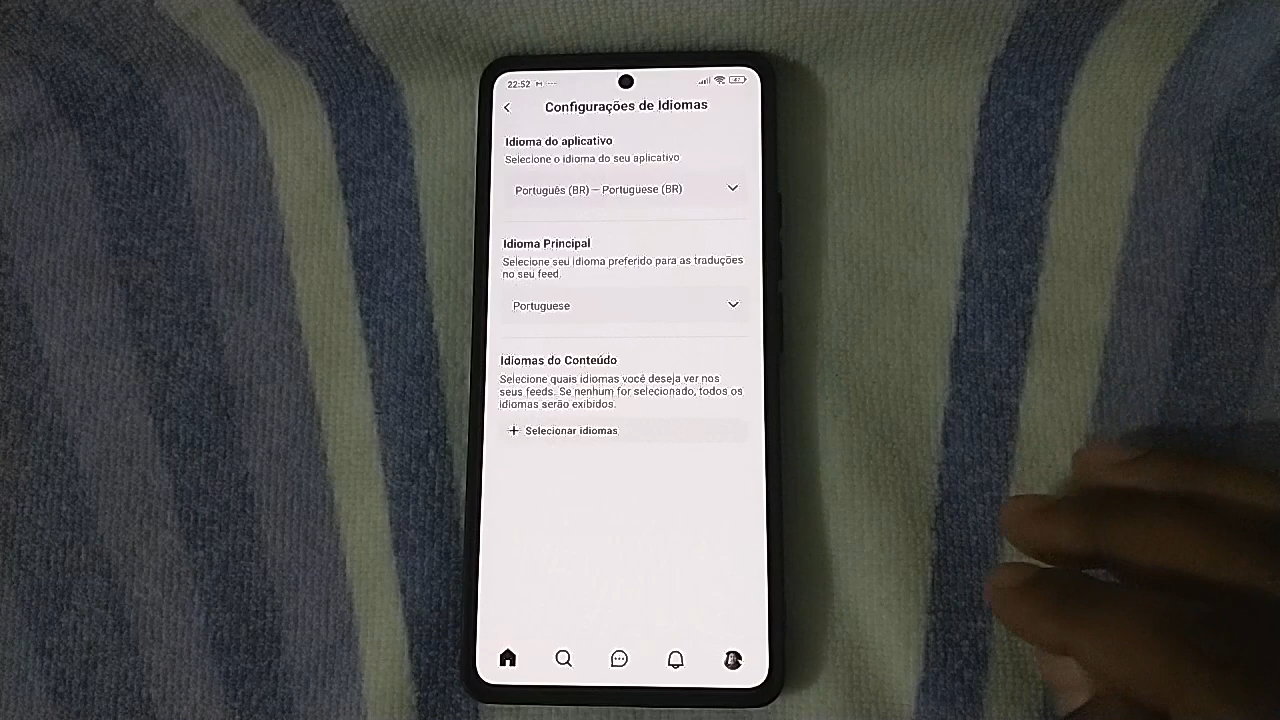 22:52
Configurações de Idiomas
Idioma do aplicativo
Selecione o idioma do seu aplicativo
Português (BR) – Portuguese (BR)
Idioma Principal
Selecione seu idioma preferido para as traduções
no seu feed.
Portuguese
Idiomas do Conteúdo
Selecione quais idiomas você deseja ver nos
seus feeds. Se nenhum for selecionado, todos os
idiomas serão exibidos.
+ Selecionar idiomas